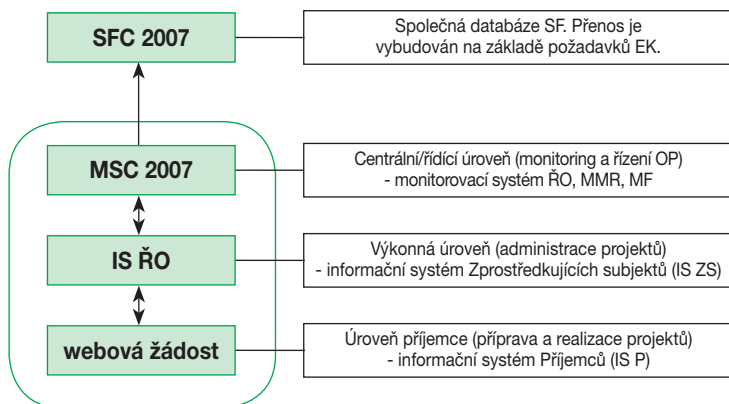 SFC 2007
Společná databáze SF. Přenos je
vybudován na základě požadavků EK.
MSC 2007
Centrální/řídící úroveň (monitoring a řízení OP)
- monitorovací systém ŘO, MMR, MF
IS ŘO
Výkonná úroveň (administrace projektů)
- informační systém Zprostředkujících subjektů (IS ZS)
webová žádost
Úroveň příjemce (příprava a realizace projektů)
- informační systém Příjemců (IS P)